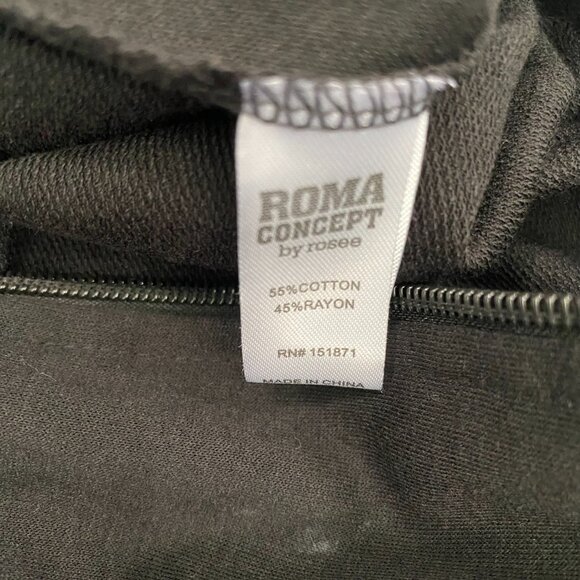 ROMA
CONCEPT
by rosee
55%COTTON
45%RAYON
RN# 151871
MADE IN CHINA